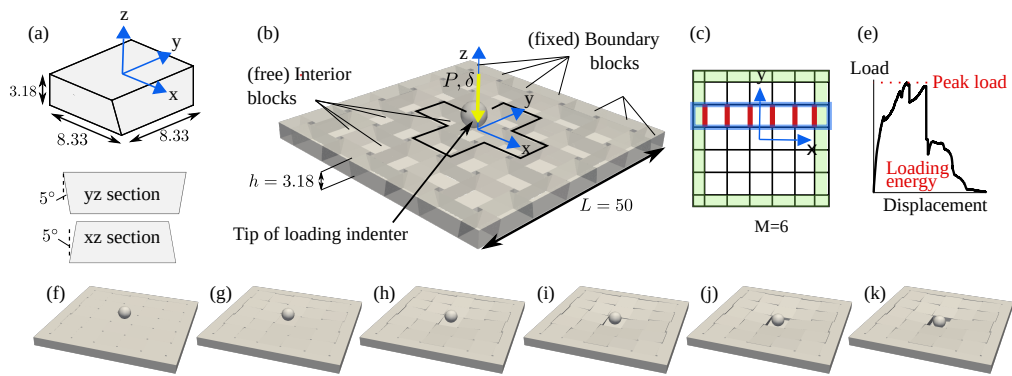 (a)
z
y
x
3.18
8.33
8.33
5°
yz section
5°
xz section
(b)
(free) Interior
blocks
z
P, δ̂
(fixed) Boundary
blocks
y
x
h = 3.18
L = 50
Tip of loading indenter
(c)
y
x
M=6
(e)
Load
Peak load
Loading
energy
Displacement
(f)
(g)
(h)
(i)
(j)
(k)